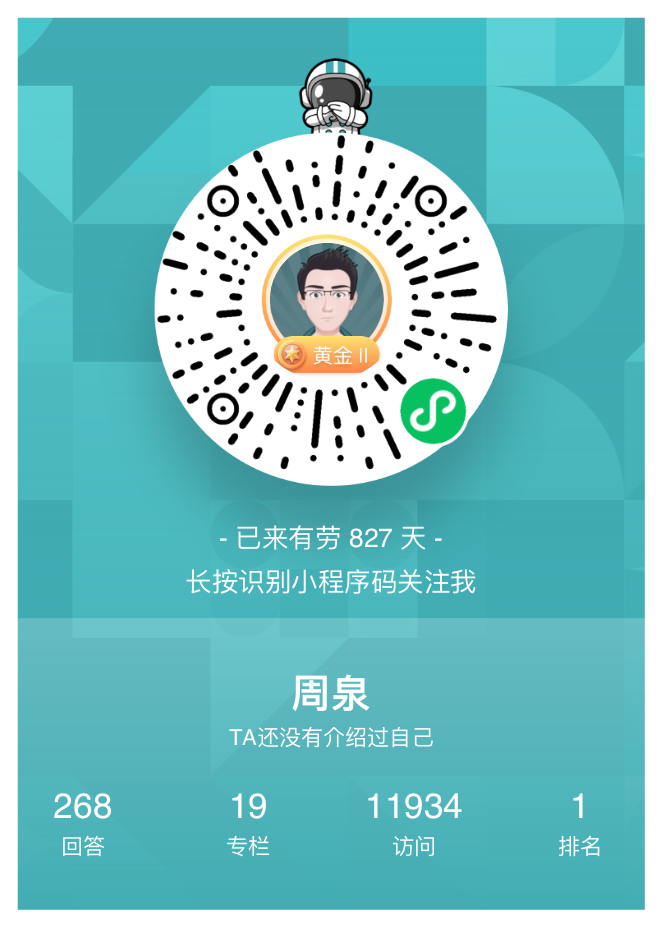 黄金 II
- 已来有劳 827 天 -
长按识别小程序码关注我
周泉
TA还没有介绍过自己
268 19 11934 1
回答 专栏 访问 排名